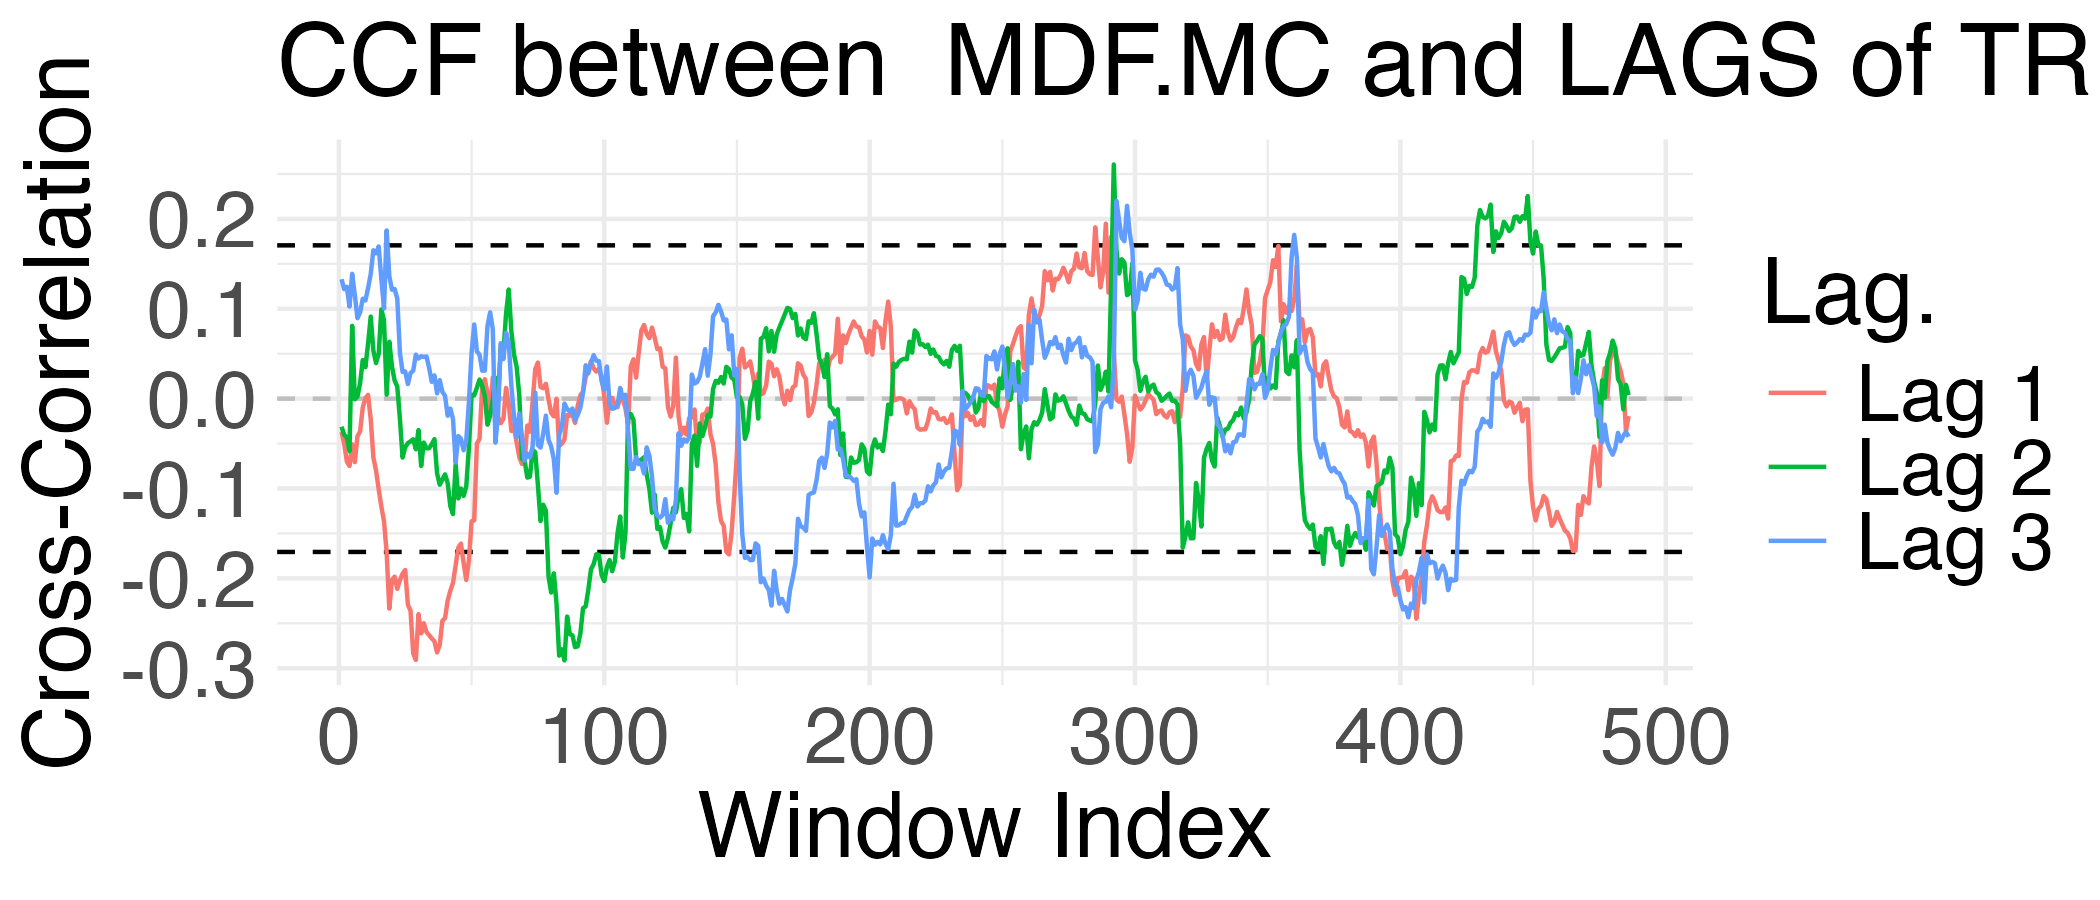 CCF between  MDF.MC and LAGS of TR
Cross-Correlation
0.2
0.1
0.0
-0.1
-0.2
-0.3
0 100 200 300 400 500
Window Index
Lag.
Lag 1
Lag 2
Lag 3